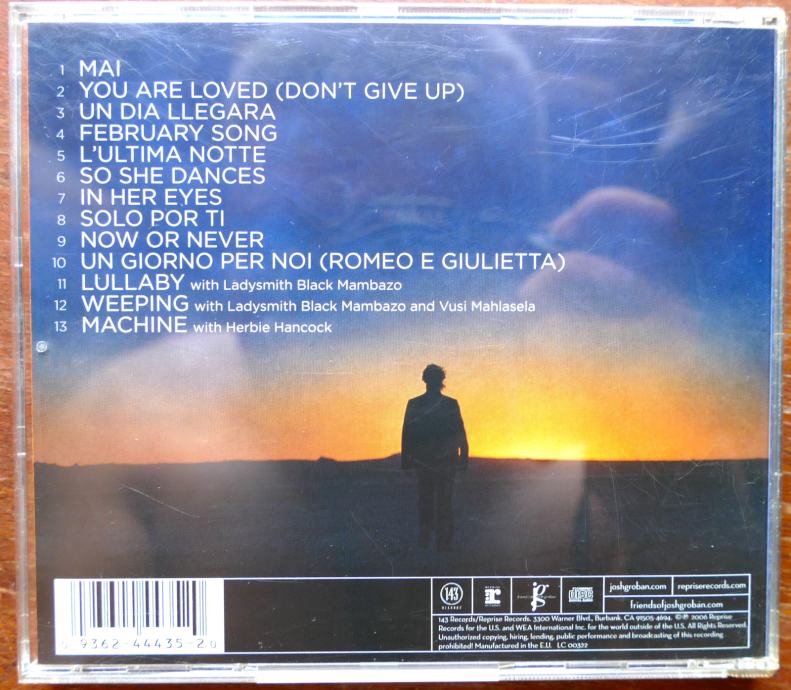 1 MAI
2 YOU ARE LOVED (DON'T GIVE UP)
3 UN DIA LLEGARA
4 FEBRUARY SONG
5 L'ULTIMA NOTTE
6 SO SHE DANCES
7 IN HER EYES
8 SOLO POR TI
9 NOW OR NEVER
10 UN GIORNO PER NOI (ROMEO E GIULIETTA)
11 LULLABY with Ladysmith Black Mambazo
12 WEEPING with Ladysmith Black Mambazo and Vusi Mahlasela
13 MACHINE with Herbie Hancock
9362-44435-2
143
RECORDS
r
jg
disc
joshgroban.com
repriserecords.com
friendsofjoshgroban.com
143 Records/Reprise Records. 3300 Warner Blvd., Burbank. CA 91505-4694. ©℗ 2006 Reprise
Records for the U.S. and WEA International Inc. for the world outside of the U.S. All Rights Reserved.
Unauthorized copying, hiring, lending, public performance and broadcasting of this recording
prohibited! Manufactured in the E.U. LC 00322